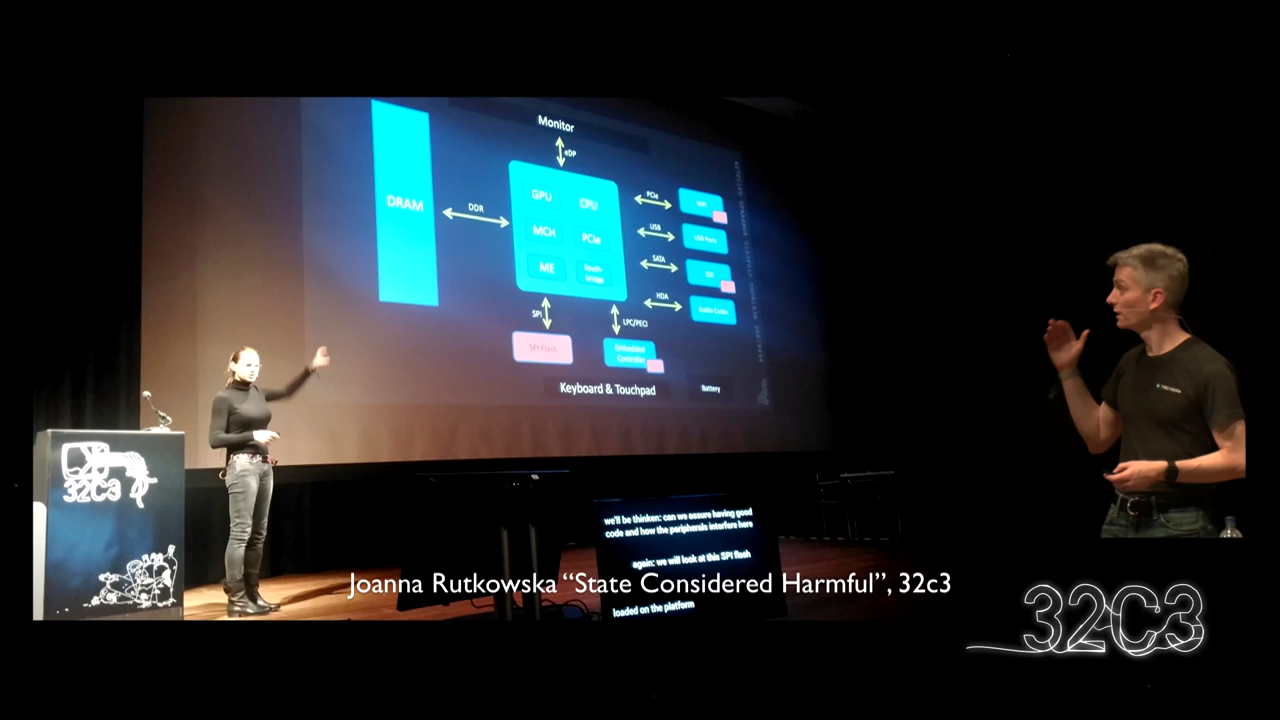 Monitor
eDP
DRAM
DDR
GPU
CPU
MCH
PCIe
ME
South-
bridge
PCIe
WiFi
USB
USB Ports
SATA
HDA
Audio Codec
SPI
LPC/PECI
SPI Flash
Embedded
Controller
Keyboard & Touchpad
Battery
32C3
we'll be thinken: can we assure having good
code and how the peripherals interfere here
again: we will look at this SPI flash
loaded on the platform
Joanna Rutkowska “State Considered Harmful”, 32c3
32C3